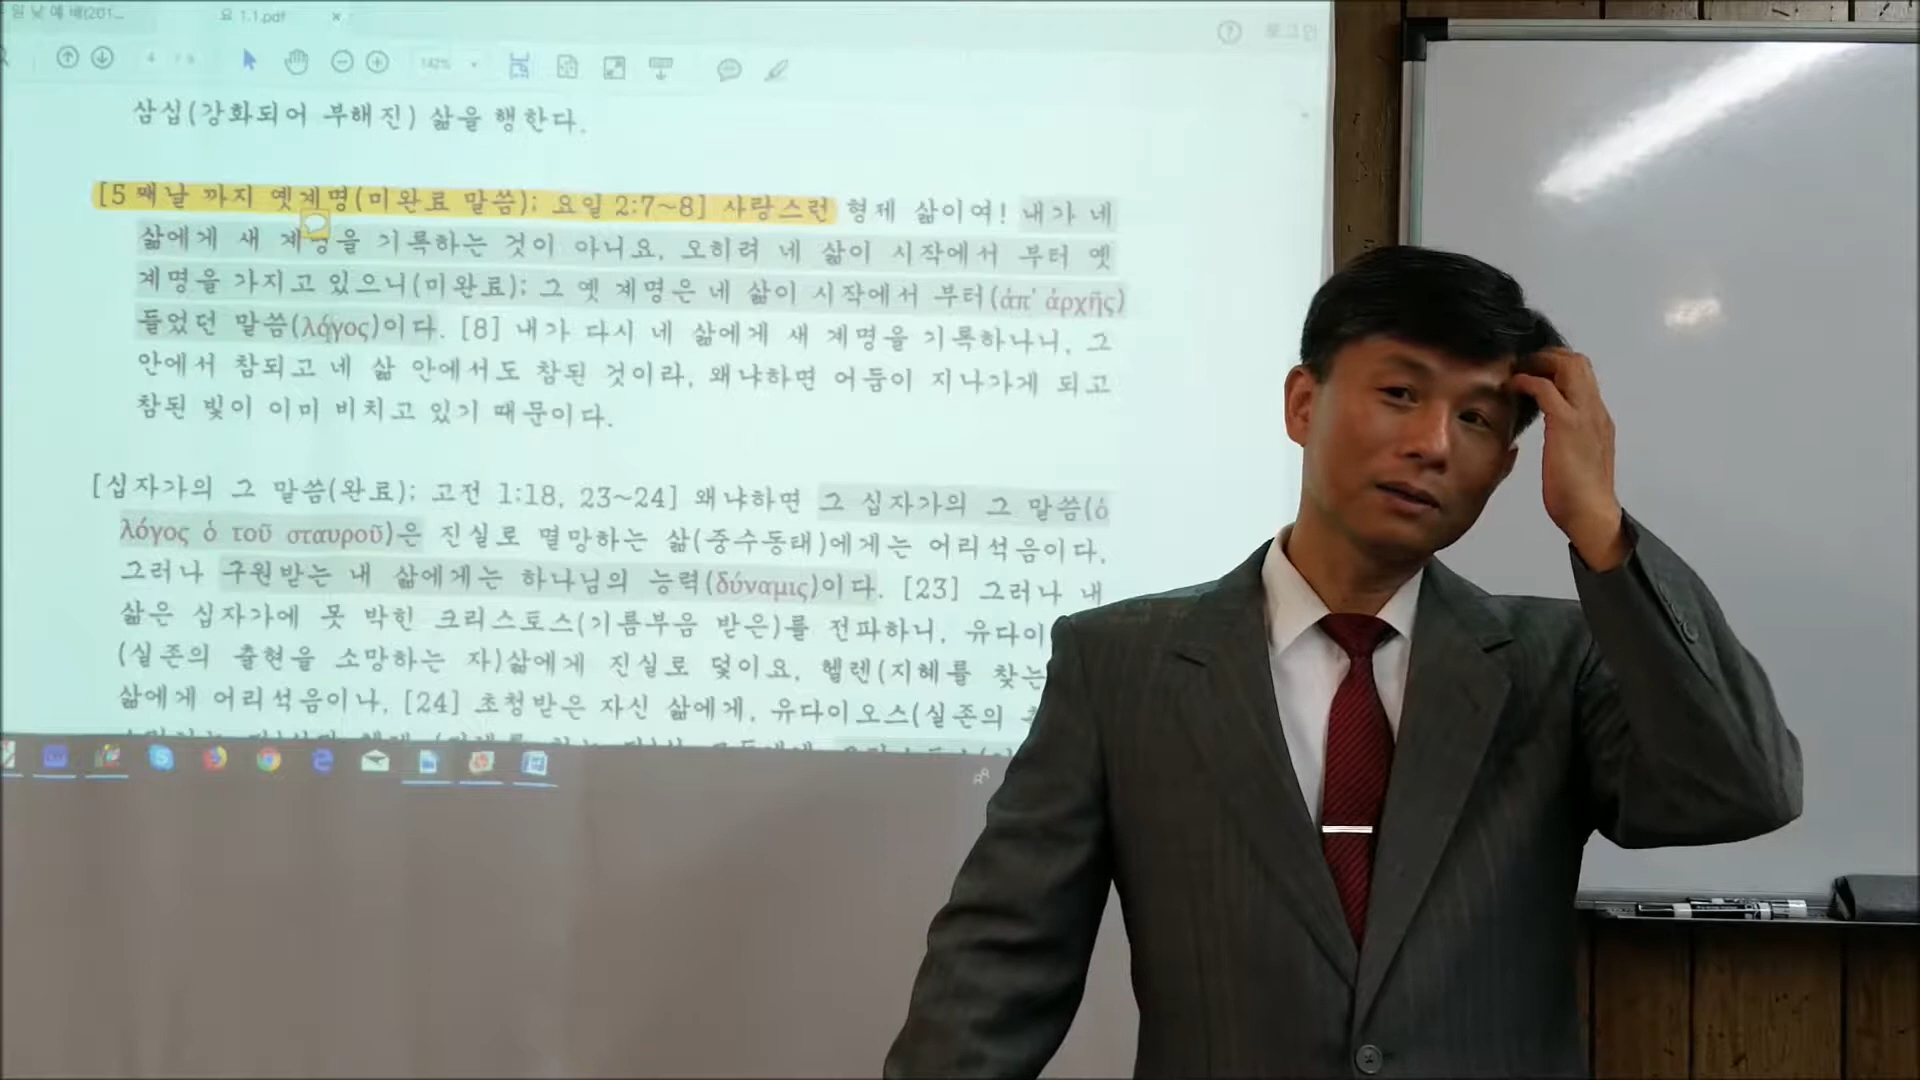 일 낮 예 배(201...
요 1.1.pdf ×
로그인
4 / 6 142%
삼십(강화되어 부해진) 삶을 행한다.
[5 째날 까지 옛계명(미완료 말씀); 요일 2:7~8] 사랑스런 형제 삶이여! 내가 네
삶에게 새 계명을 기록하는 것이 아니요, 오히려 네 삶이 시작에서 부터 옛
계명을 가지고 있으니(미완료); 그 옛 계명은 네 삶이 시작에서 부터(ἀπ' ἀρχῆς)
들었던 말씀(λόγος)이다. [8] 내가 다시 네 삶에게 새 계명을 기록하나니, 그
안에서 참되고 네 삶 안에서도 참된 것이라, 왜냐하면 어둠이 지나가게 되고
참된 빛이 이미 비치고 있기 때문이다.
[십자가의 그 말씀(완료); 고전 1:18, 23~24] 왜냐하면 그 십자가의 그 말씀(ὁ
λόγος ὁ τοῦ σταυροῦ)은 진실로 멸망하는 삶(중수동태)에게는 어리석음이다,
그러나 구원받는 내 삶에게는 하나님의 능력(δύναμις)이다. [23] 그러나 내
삶은 십자가에 못 박힌 크리스토스(기름부음 받은)를 전파하니, 유다이
(실존의 출현을 소망하는 자)삶에게 진실로 덫이요, 헬렌(지혜를 찾는
삶에게 어리석음이나, [24] 초청받은 자신 삶에게, 유다이오스(실존의